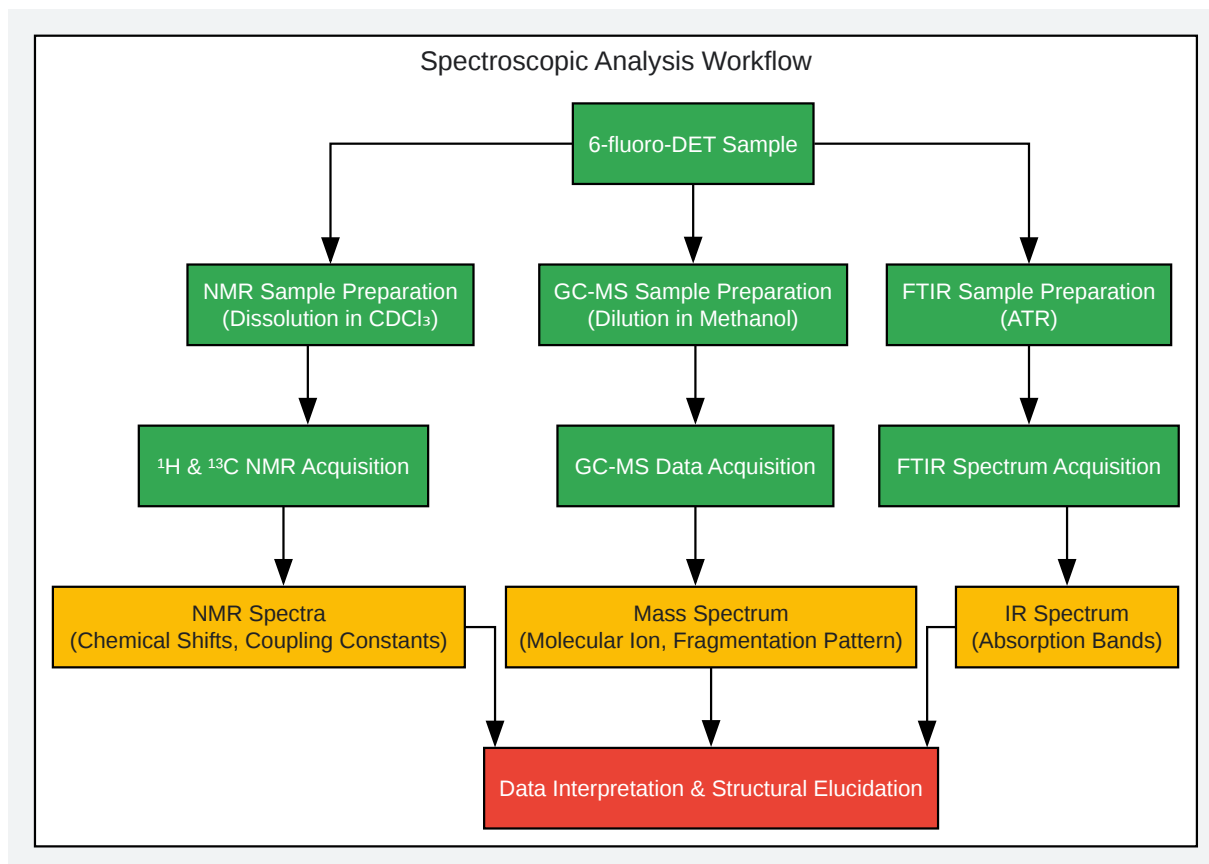 Spectroscopic Analysis Workflow
6-fluoro-DET Sample
NMR Sample Preparation
(Dissolution in CDCl₃)
GC-MS Sample Preparation
(Dilution in Methanol)
FTIR Sample Preparation
(ATR)
¹H & ¹³C NMR Acquisition
GC-MS Data Acquisition
FTIR Spectrum Acquisition
NMR Spectra
(Chemical Shifts, Coupling Constants)
Mass Spectrum
(Molecular Ion, Fragmentation Pattern)
IR Spectrum
(Absorption Bands)
Data Interpretation & Structural Elucidation